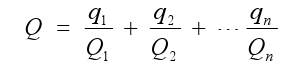 Q = q₁/Q₁ + q₂/Q₂ + ⋯ qₙ/Qₙ